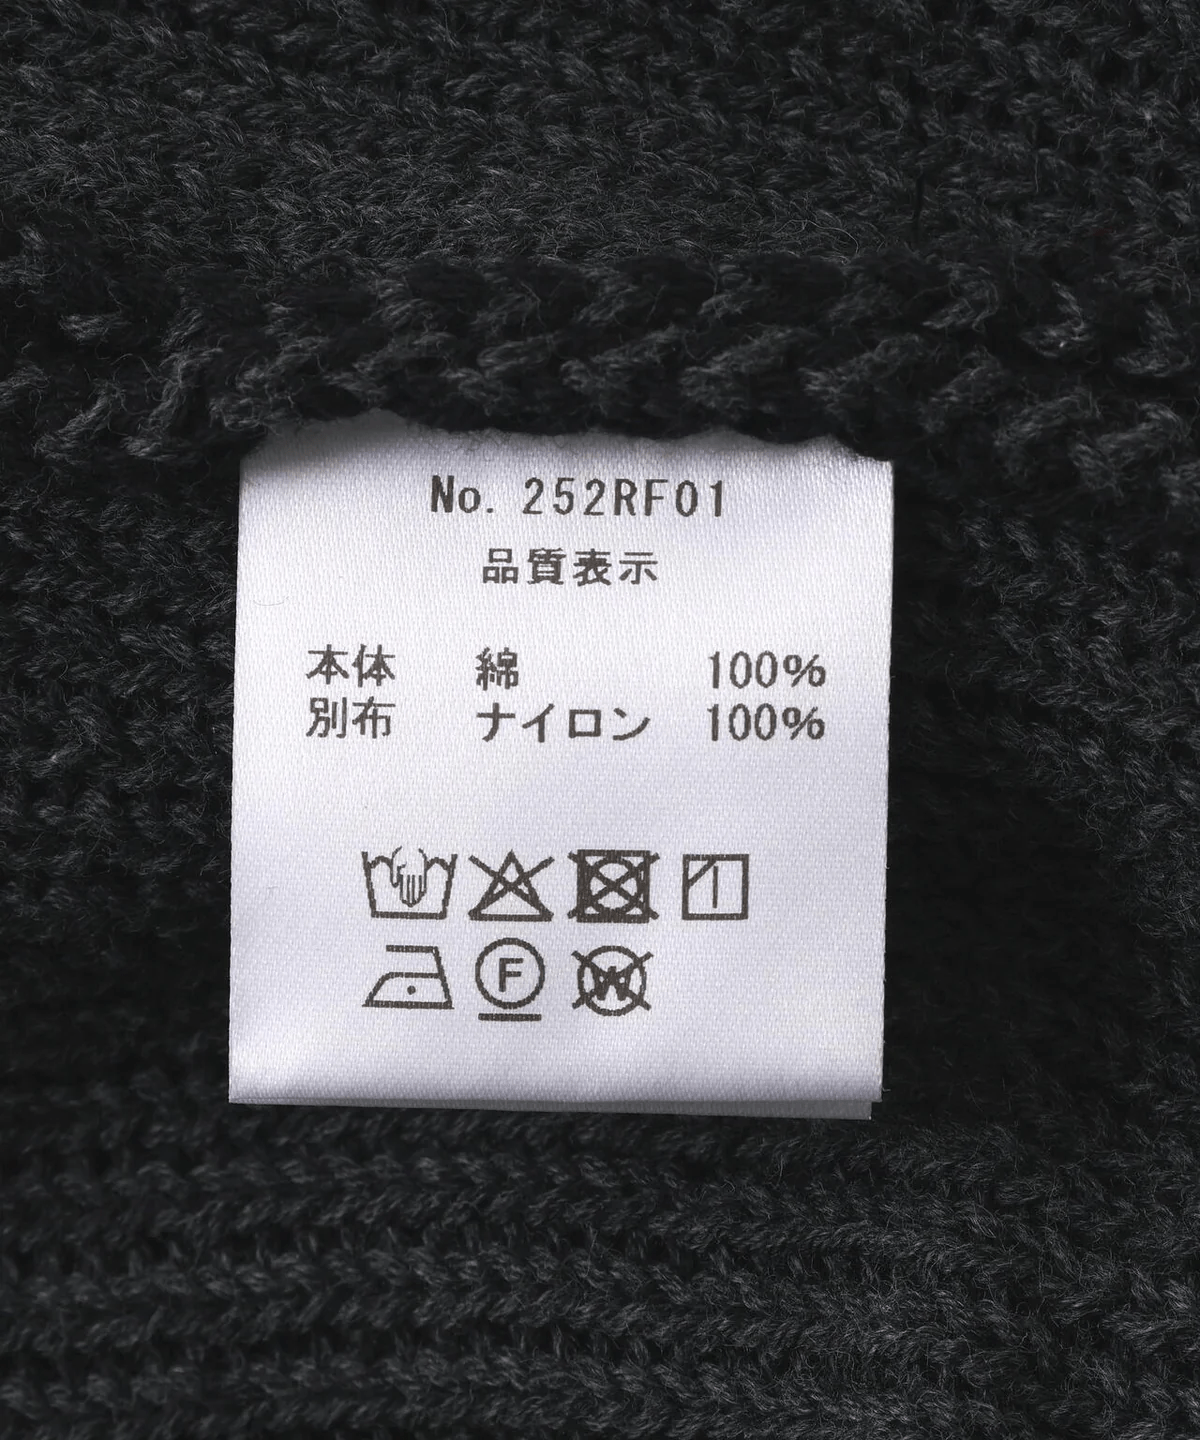 No. 252RF01
品質表示
本体 綿 100%
別布 ナイロン 100%
F
W